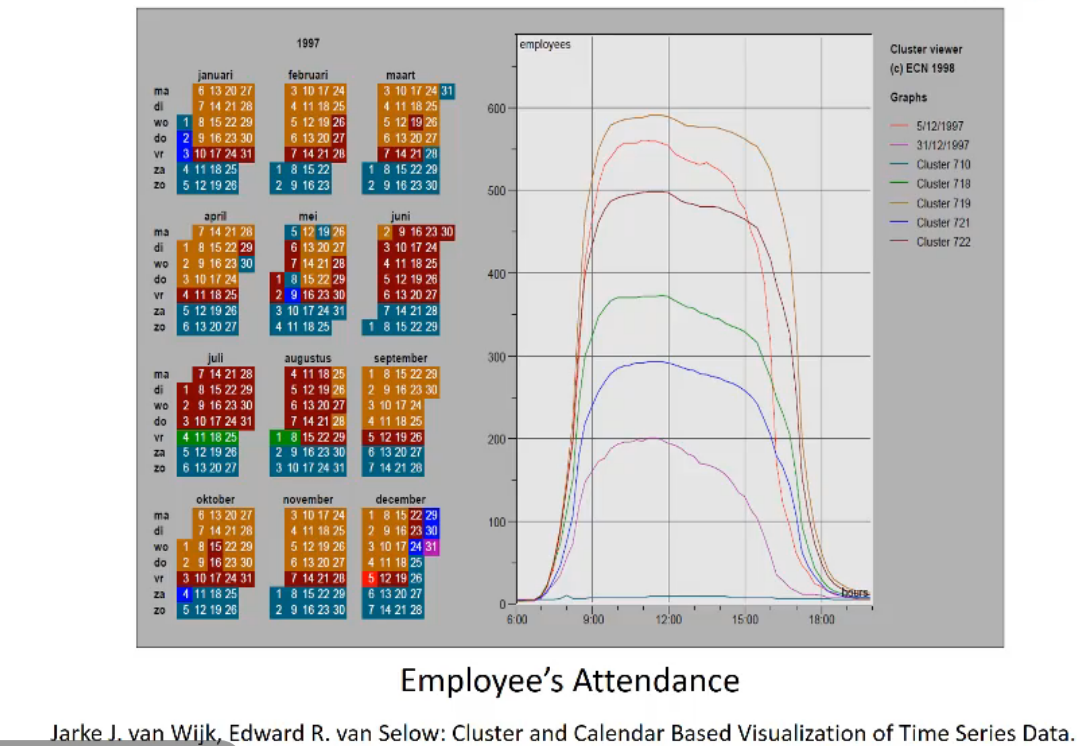 1997
januari februari maart
ma 6 13 20 27 3 10 17 24 3 10 17 24 31
di 7 14 21 28 4 11 18 25 4 11 18 25
wo 1 8 15 22 29 5 12 19 26 5 12 19 26
do 2 9 16 23 30 6 13 20 27 6 13 20 27
vr 3 10 17 24 31 7 14 21 28 7 14 21 28
za 4 11 18 25 1 8 15 22 1 8 15 22 29
zo 5 12 19 26 2 9 16 23 2 9 16 23 30
april mei juni
ma 7 14 21 28 5 12 19 26 2 9 16 23 30
di 1 8 15 22 29 6 13 20 27 3 10 17 24
wo 2 9 16 23 30 7 14 21 28 4 11 18 25
do 3 10 17 24 1 8 15 22 29 5 12 19 26
vr 4 11 18 25 2 9 16 23 30 6 13 20 27
za 5 12 19 26 3 10 17 24 31 7 14 21 28
zo 6 13 20 27 4 11 18 25 1 8 15 22 29
juli augustus september
ma 7 14 21 28 4 11 18 25 1 8 15 22 29
di 1 8 15 22 29 5 12 19 26 2 9 16 23 30
wo 2 9 16 23 30 6 13 20 27 3 10 17 24
do 3 10 17 24 31 7 14 21 28 4 11 18 25
vr 4 11 18 25 1 8 15 22 29 5 12 19 26
za 5 12 19 26 2 9 16 23 30 6 13 20 27
zo 6 13 20 27 3 10 17 24 31 7 14 21 28
oktober november december
ma 6 13 20 27 3 10 17 24 1 8 15 22 29
di 7 14 21 28 4 11 18 25 2 9 16 23 30
wo 1 8 15 22 29 5 12 19 26 3 10 17 24 31
do 2 9 16 23 30 6 13 20 27 4 11 18 25
vr 3 10 17 24 31 7 14 21 28 5 12 19 26
za 4 11 18 25 1 8 15 22 29 6 13 20 27
zo 5 12 19 26 2 9 16 23 30 7 14 21 28
employees
600
500
400
300
200
100
0
6:00 9:00 12:00 15:00 18:00
hours
Cluster viewer
(c) ECN 1998
Graphs
5/12/1997
31/12/1997
Cluster 710
Cluster 718
Cluster 719
Cluster 721
Cluster 722
Employee's Attendance
Jarke J. van Wijk, Edward R. van Selow: Cluster and Calendar Based Visualization of Time Series Data.